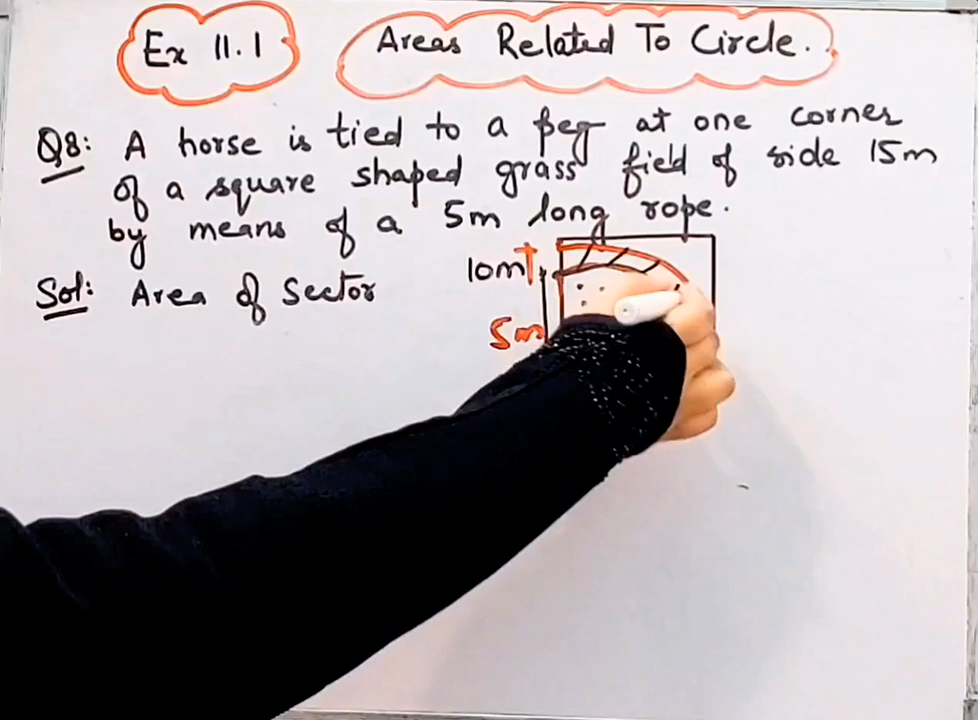 Ex 11.1
Areas Related To Circle.
Q8: A horse is tied to a peg at one corner
of a square shaped grass field of side 15m
by means of a 5m long rope.
10m
Sol: Area of Sector
5m